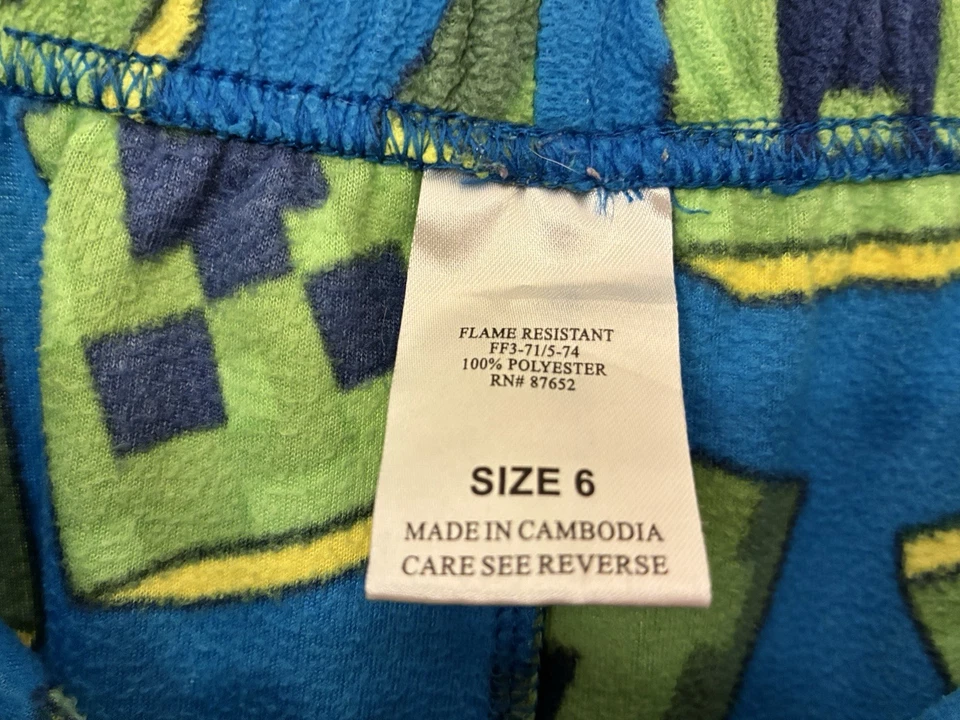 FLAME RESISTANT
FF3-71/5-74
100% POLYESTER
RN# 87652
SIZE 6
MADE IN CAMBODIA
CARE SEE REVERSE